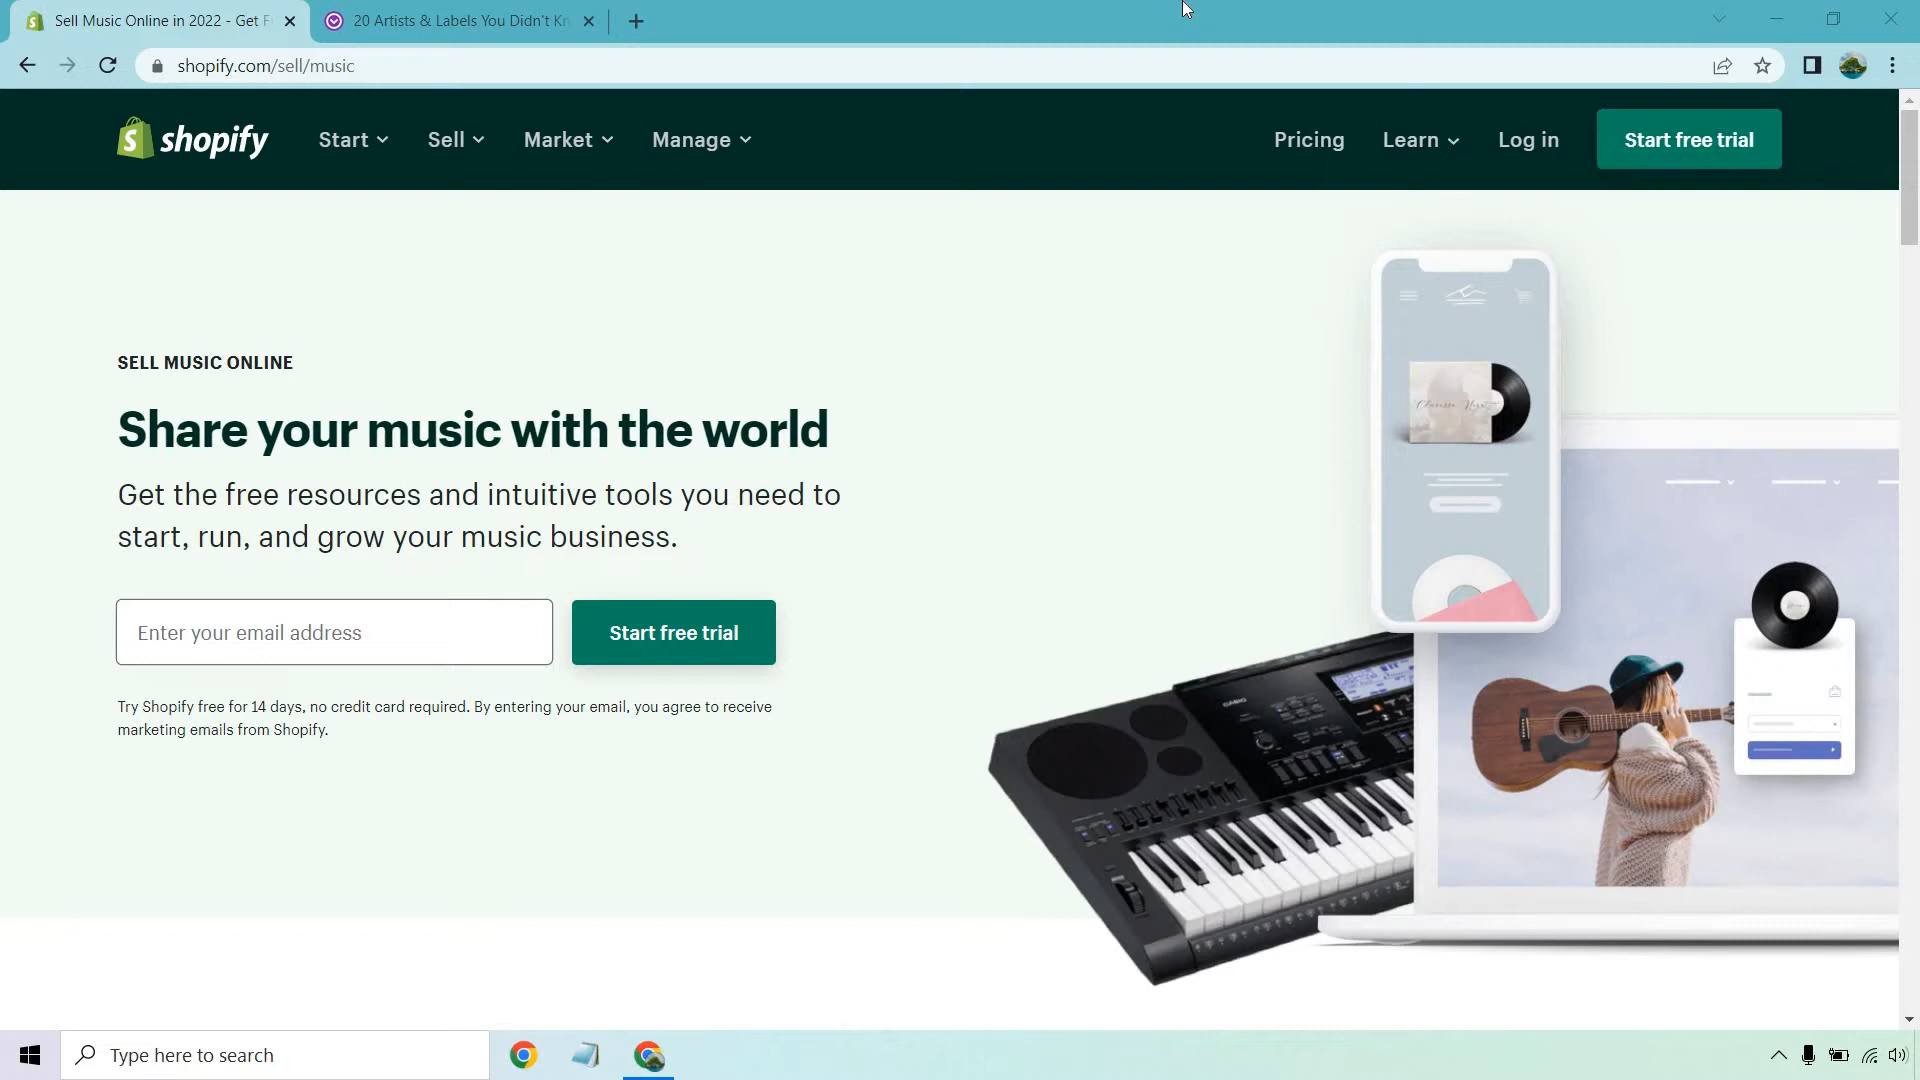 Sell Music Online in 2022 - Get F
20 Artists & Labels You Didn't Kn
shopify.com/sell/music
shopify
Start
Sell
Market
Manage
Pricing
Learn
Log in
Start free trial
SELL MUSIC ONLINE
Share your music with the world
Get the free resources and intuitive tools you need to
start, run, and grow your music business.
Enter your email address
Start free trial
Try Shopify free for 14 days, no credit card required. By entering your email, you agree to receive
marketing emails from Shopify.
CASIO
Type here to search